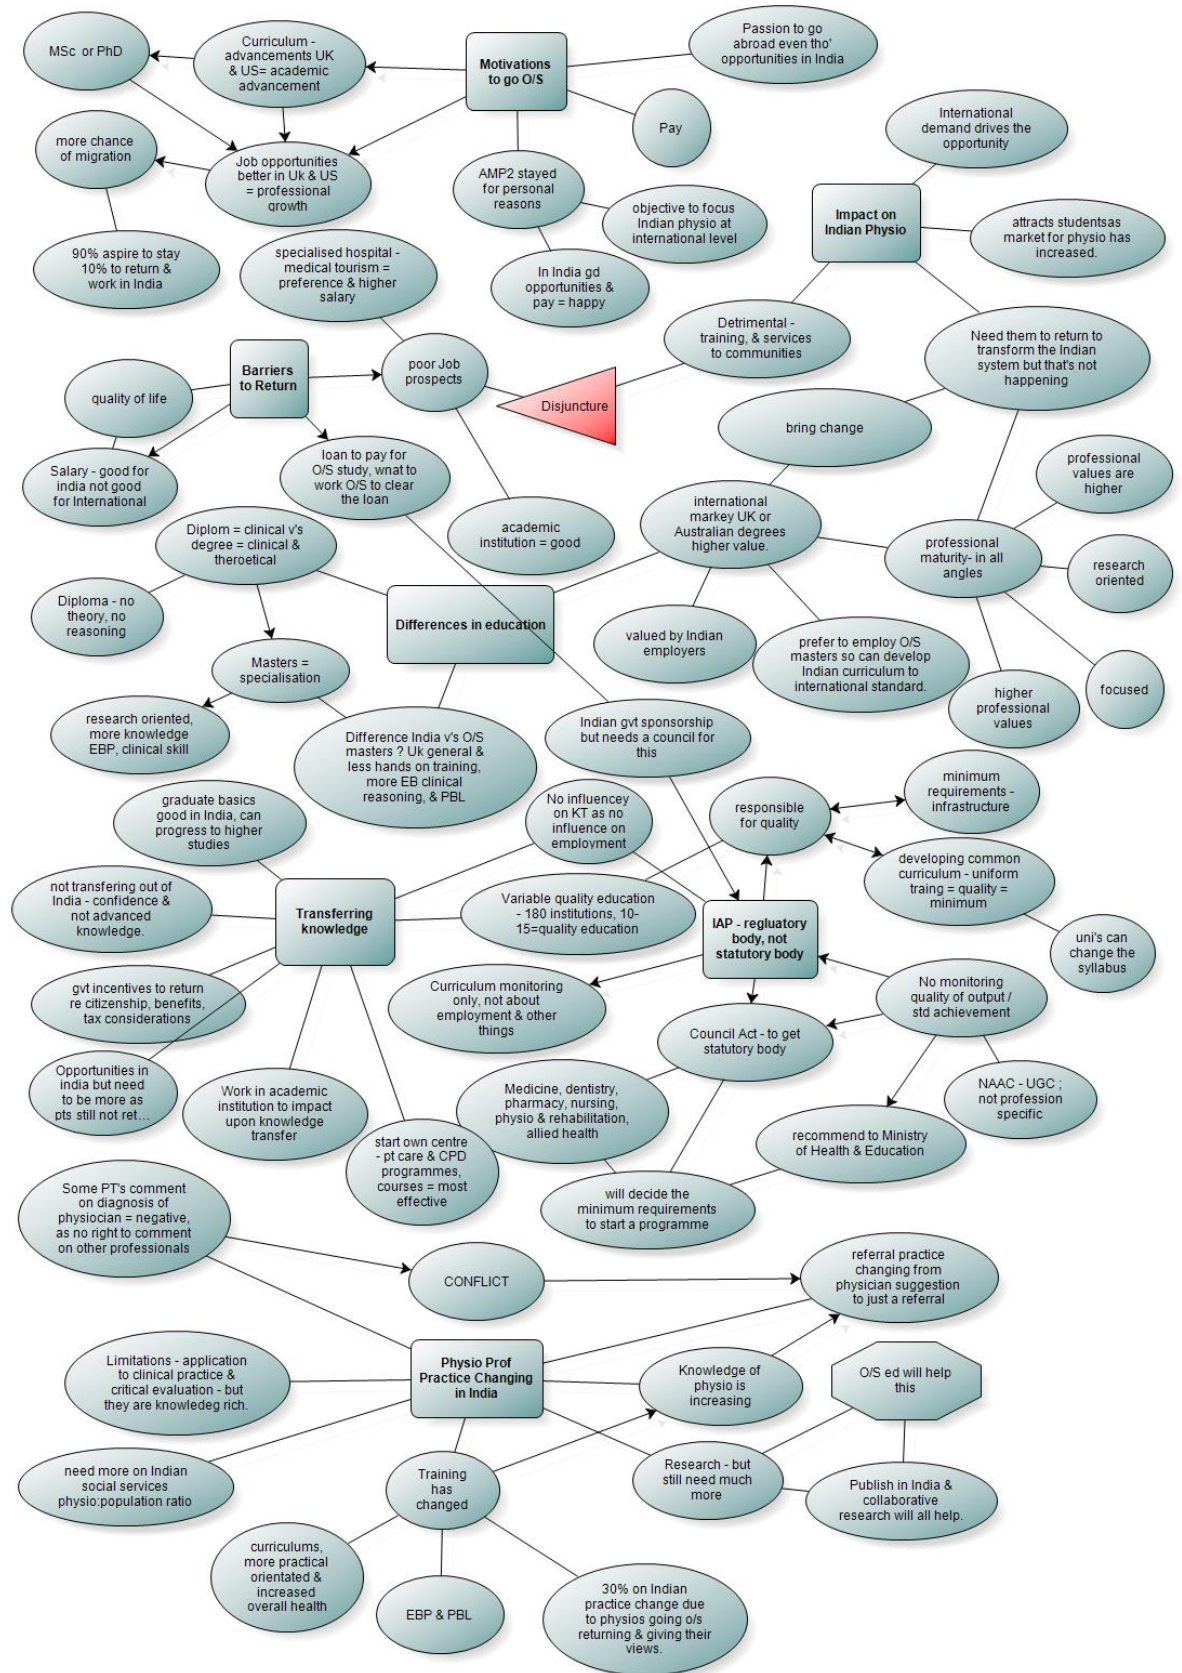 MSc or PhD
Curriculum -
advancements UK
& US= academic
advancement
Motivations
to go O/S
Passion to go
abroad even tho'
opportunities in India
Pay
International
demand drives the
opportunity
more chance
of migration
Job opportunities
better in Uk & US
= professional
growth
AMP2 stayed
for personal
reasons
objective to focus
Indian physio at
international level
Impact on
Indian Physio
attracts studentsas
market for physio has
increased.
90% aspire to stay
10% to return &
work in India
specialised hospital -
medical tourism =
preference & higher
salary
In India gd
opportunities &
pay = happy
Detrimental -
training, & services
to communities
Need them to return to
transform the Indian
system but that's not
happening
Barriers
to Return
poor Job
prospects
Disjuncture
quality of life
bring change
Salary - good for
india not good
for International
loan to pay for
O/S study, wnat to
work O/S to clear
the loan
professional
values are
higher
academic
institution = good
international
markey UK or
Australian degrees
higher value.
professional
maturity- in all
angles
research
oriented
Diplom = clinical v's
degree = clinical &
theroetical
Diploma - no
theory, no
reasoning
Differences in education
valued by Indian
employers
prefer to employ O/S
masters so can develop
Indian curriculum to
international standard.
focused
higher
professional
values
Masters =
specialisation
research oriented,
more knowledge
EBP, clinical skill
Difference India v's O/S
masters ? Uk general &
less hands on training,
more EB clinical
reasoning, & PBL
Indian gvt sponsorship
but needs a council for
this
minimum
requirements -
infrastructure
graduate basics
good in India, can
progress to higher
studies
No influencey
on KT as no
influence on
employment
responsible
for quality
developing common
curriculum - uniform
traing = quality =
minimum
not transfering out of
India - confidence &
not advanced
knowledge.
Transferring
knowledge
Variable quality education
- 180 institutions, 10-
15=quality education
IAP - regluatory
body, not
statutory body
uni's can
change the
syllabus
gvt incentives to return
re citizenship, benefits,
tax considerations
Curriculum monitoring
only, not about
employment & other
things
No monitoring
quality of output /
std achievement
Council Act - to get
statutory body
Opportunities in
india but need
to be more as
pts still not ret...
Work in academic
institution to impact
upon knowledge
transfer
Medicine, dentistry,
pharmacy, nursing,
physio & rehabilitation,
allied health
NAAC - UGC ;
not profession
specific
start own centre
- pt care & CPD
programmes,
courses = most
effective
recommend to Ministry
of Health & Education
will decide the
minimum requirements
to start a programme
Some PT's comment
on diagnosis of
physiocian = negative,
as no right to comment
on other professionals
CONFLICT
referral practice
changing from
physician suggestion
to just a referral
Limitations - application
to clinical practice &
critical evaluation - but
they are knowledeg rich.
Physio Prof
Practice Changing
in India
Knowledge of
physio is
increasing
O/S ed will help
this
need more on Indian
social services
physio:population ratio
Training
has
changed
Research - but
still need much
more
Publish in India &
collaborative
research will all help.
curriculums,
more practical
orientated &
increased
overall health
EBP & PBL
30% on Indian
practice change due
to physios going o/s
returning & giving their
views.